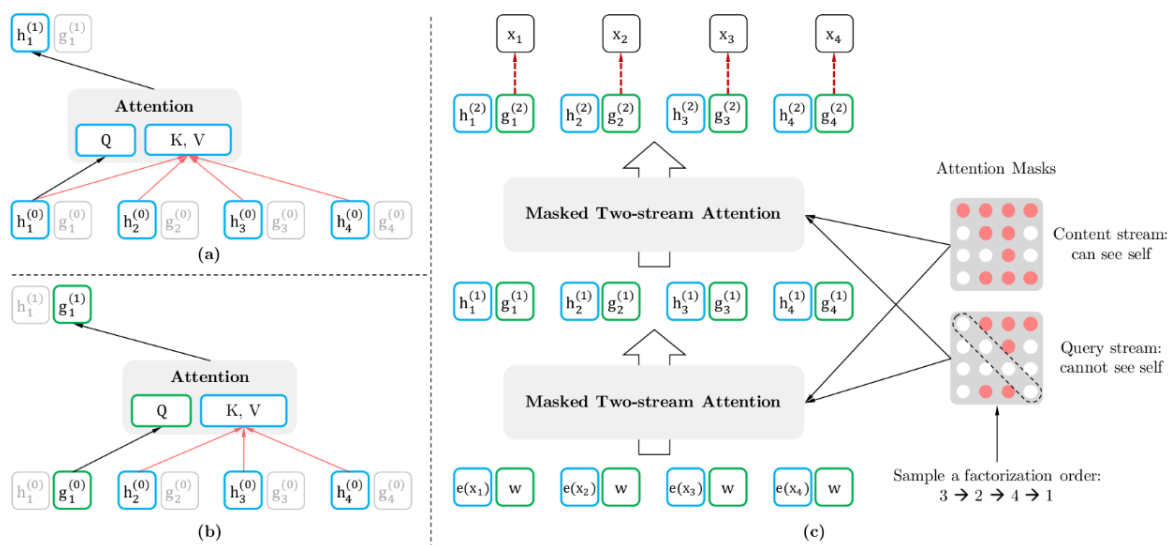 h₁⁽¹⁾ g₁⁽¹⁾
Attention
Q K, V
h₁⁽⁰⁾ g₁⁽⁰⁾ h₂⁽⁰⁾ g₂⁽⁰⁾ h₃⁽⁰⁾ g₃⁽⁰⁾ h₄⁽⁰⁾ g₄⁽⁰⁾
(a)
h₁⁽¹⁾ g₁⁽¹⁾
Attention
Q K, V
h₁⁽⁰⁾ g₁⁽⁰⁾ h₂⁽⁰⁾ g₂⁽⁰⁾ h₃⁽⁰⁾ g₃⁽⁰⁾ h₄⁽⁰⁾ g₄⁽⁰⁾
(b)
x₁ x₂ x₃ x₄
h₁⁽²⁾ g₁⁽²⁾ h₂⁽²⁾ g₂⁽²⁾ h₃⁽²⁾ g₃⁽²⁾ h₄⁽²⁾ g₄⁽²⁾
Masked Two-stream Attention
h₁⁽¹⁾ g₁⁽¹⁾ h₂⁽¹⁾ g₂⁽¹⁾ h₃⁽¹⁾ g₃⁽¹⁾ h₄⁽¹⁾ g₄⁽¹⁾
Masked Two-stream Attention
e(x₁) w e(x₂) w e(x₃) w e(x₄) w
(c)
Attention Masks
Content stream:
can see self
Query stream:
cannot see self
Sample a factorization order:
3 → 2 → 4 → 1